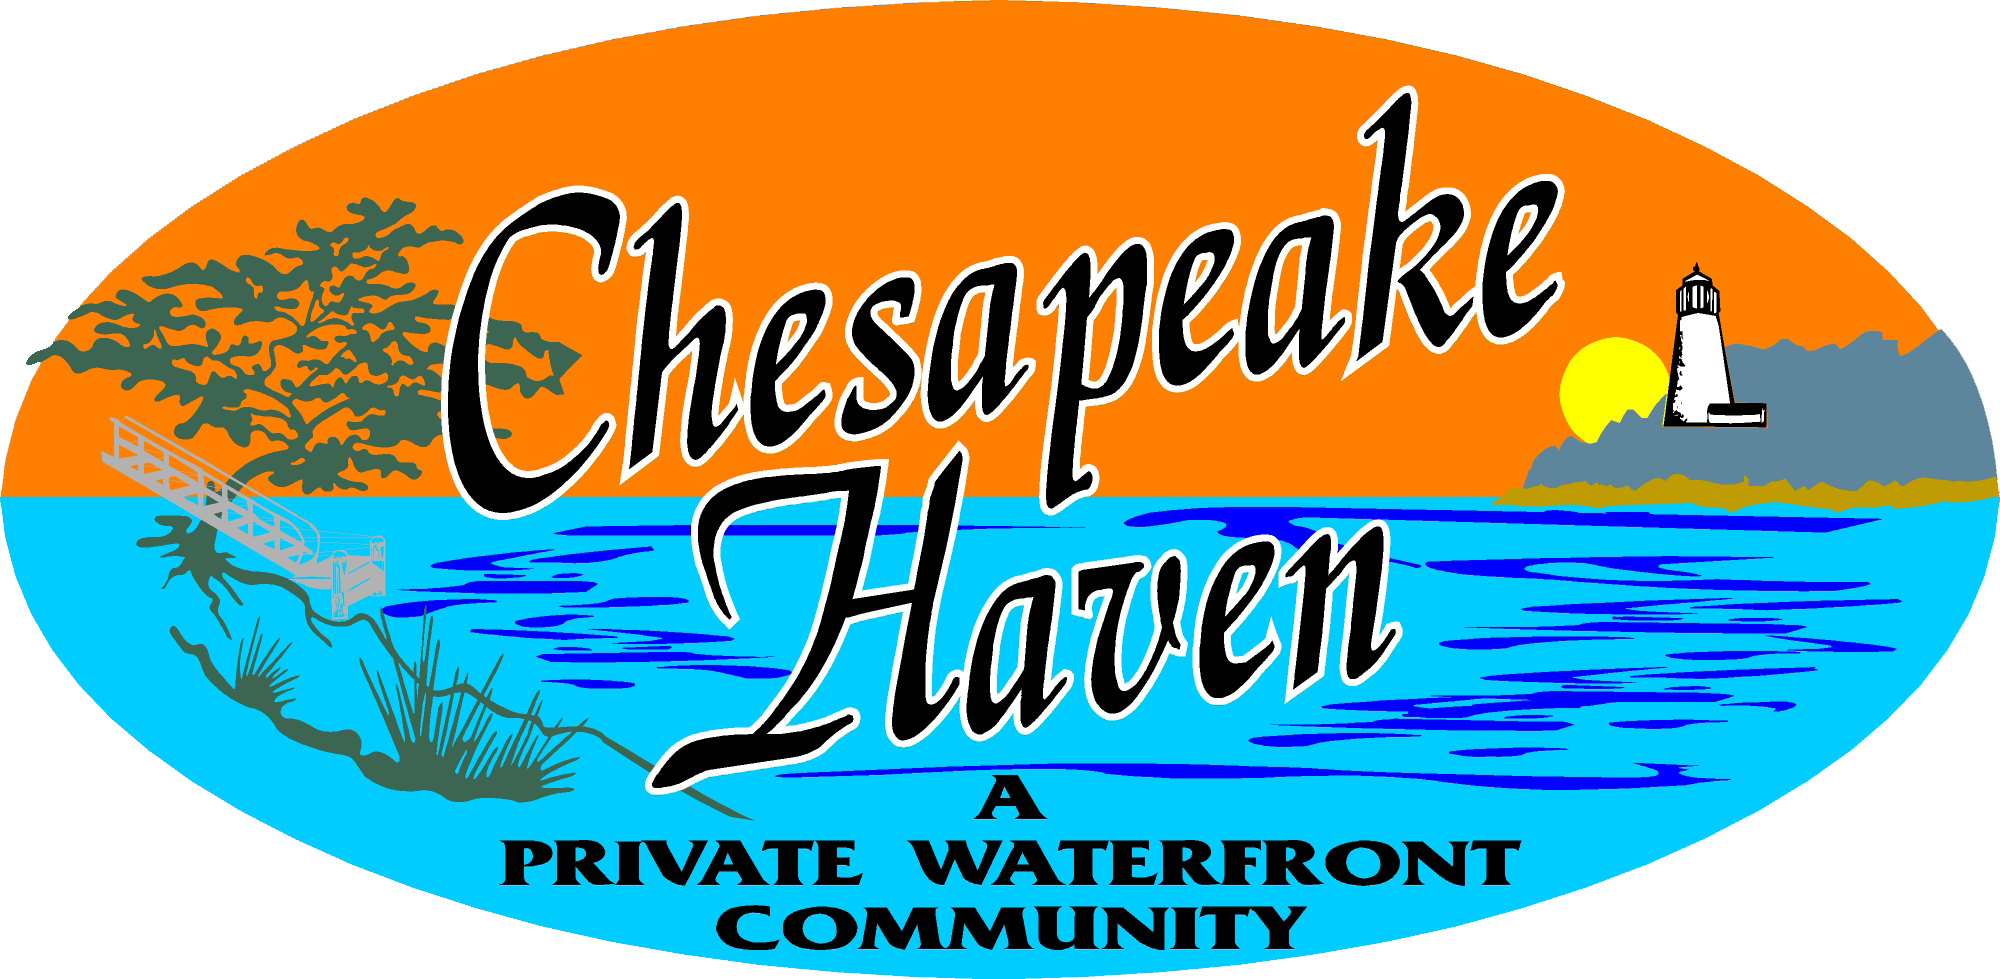 Chesapeake
Haven
A
PRIVATE WATERFRONT
COMMUNITY